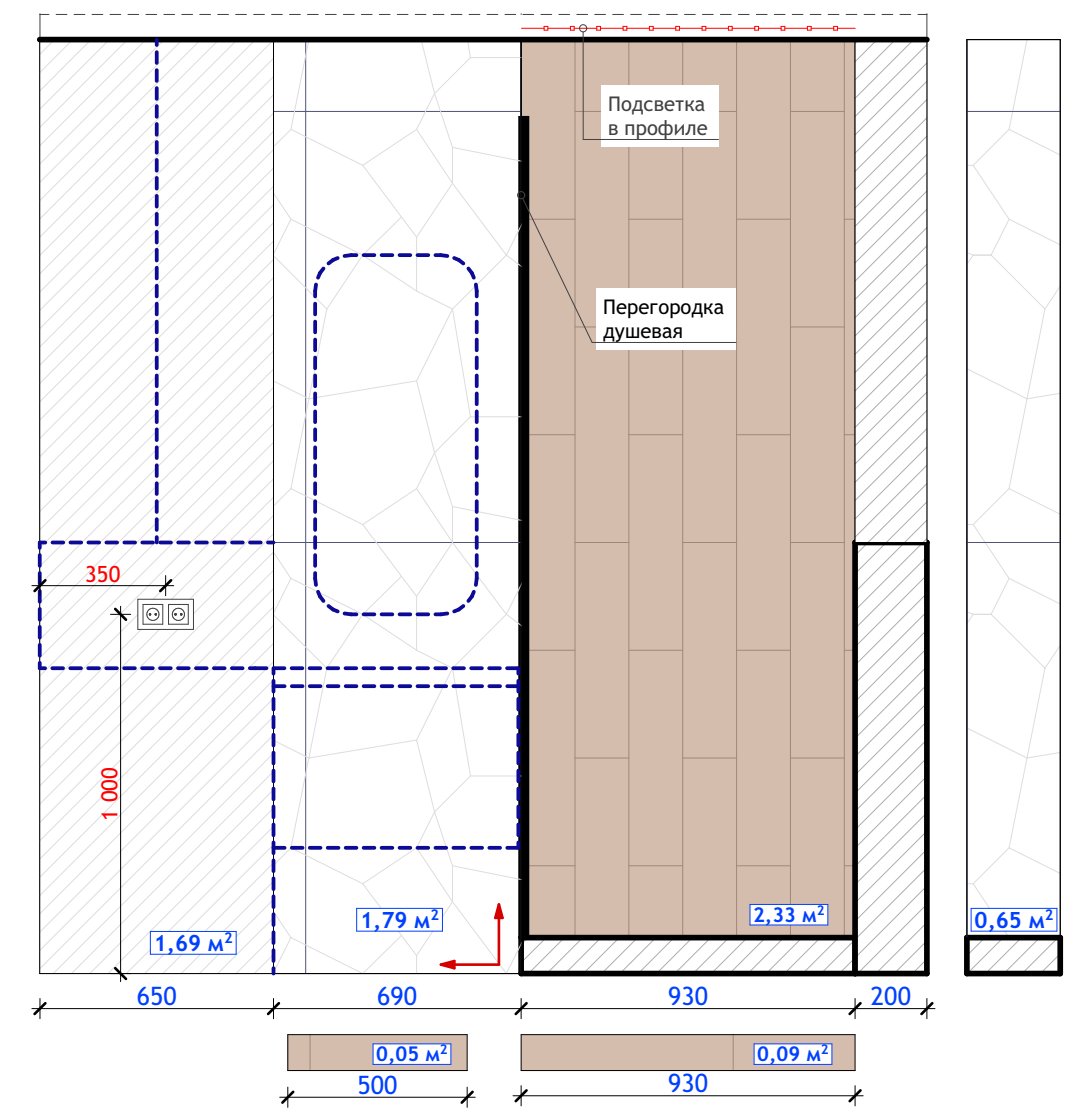 Подсветка
в профиле
Перегородка
душевая
350
1 000
1,69 м²
1,79 м²
2,33 м²
0,65 м²
650
690
930
200
0,05 м²
0,09 м²
500
930